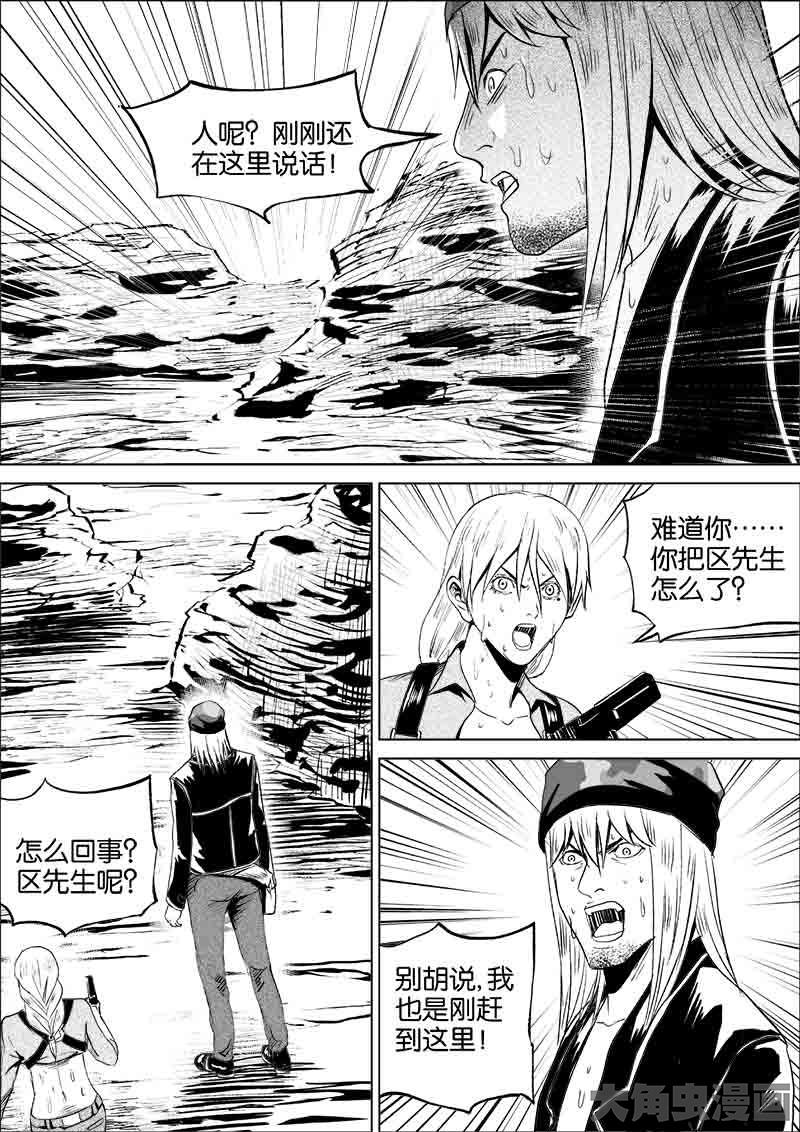 人呢？刚刚还
在这里说话！
怎么回事？
区先生呢？
难道你……
你把区先生
怎么了？
别胡说，我
也是刚赶
到这里！
大角虫漫画